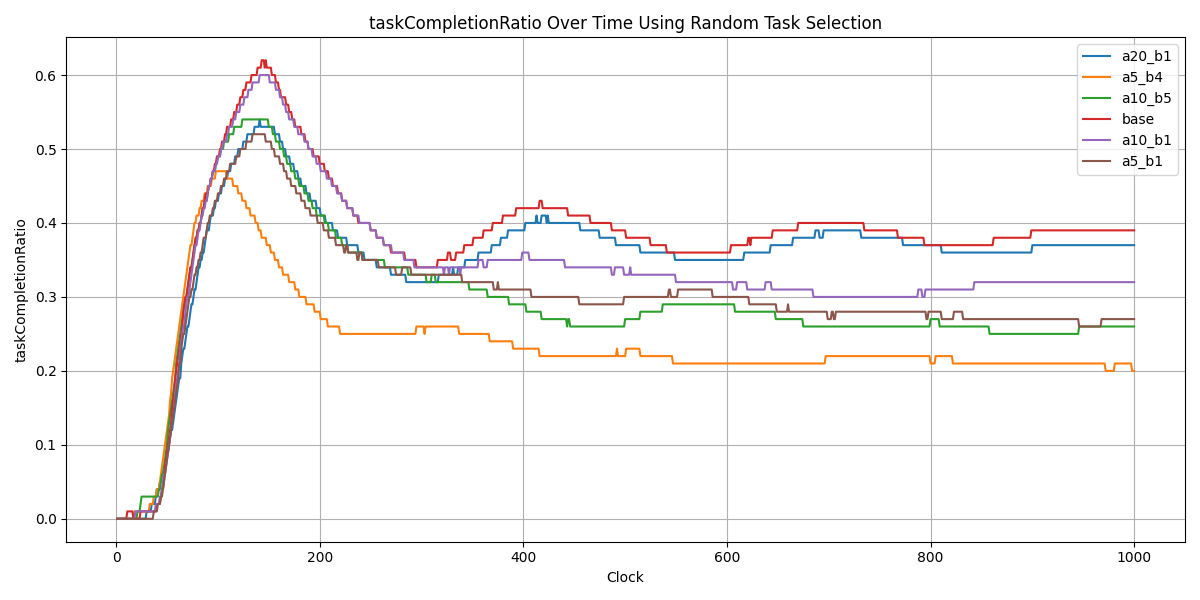 taskCompletionRatio Over Time Using Random Task Selection
a20_b1
a5_b4
a10_b5
base
a10_b1
a5_b1
taskCompletionRatio
0.6
0.5
0.4
0.3
0.2
0.1
0.0
0
200
400
600
800
1000
Clock